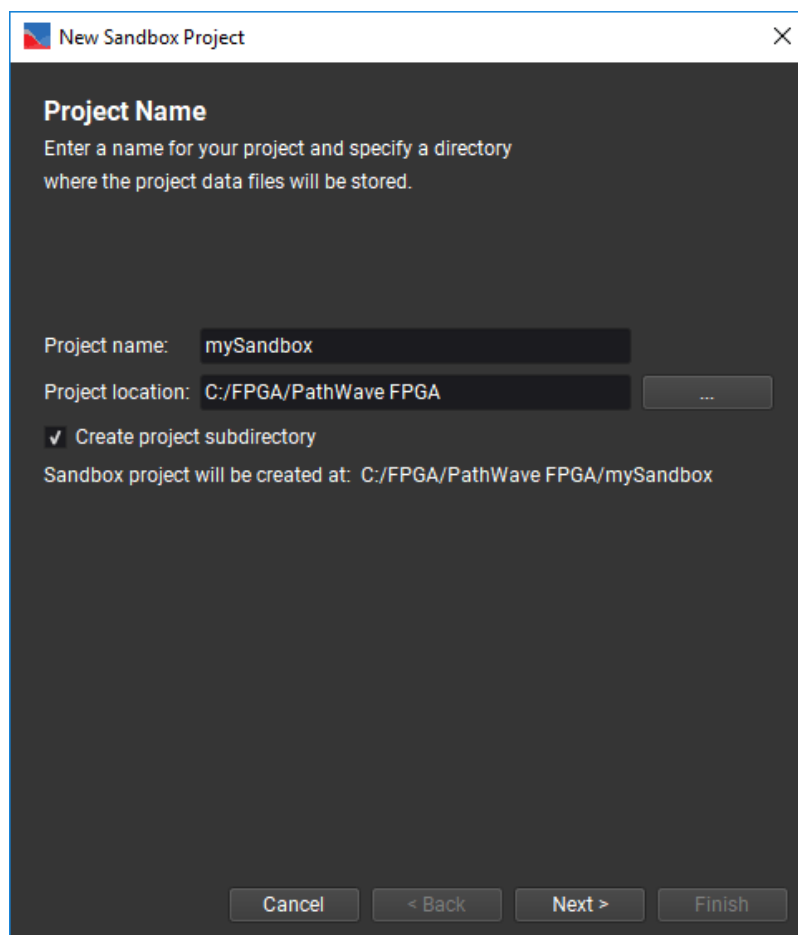 New Sandbox Project
Project Name
Enter a name for your project and specify a directory
where the project data files will be stored.
Project name: mySandbox
Project location: C:/FPGA/PathWave FPGA ...
Create project subdirectory
Sandbox project will be created at: C:/FPGA/PathWave FPGA/mySandbox
Cancel < Back Next > Finish